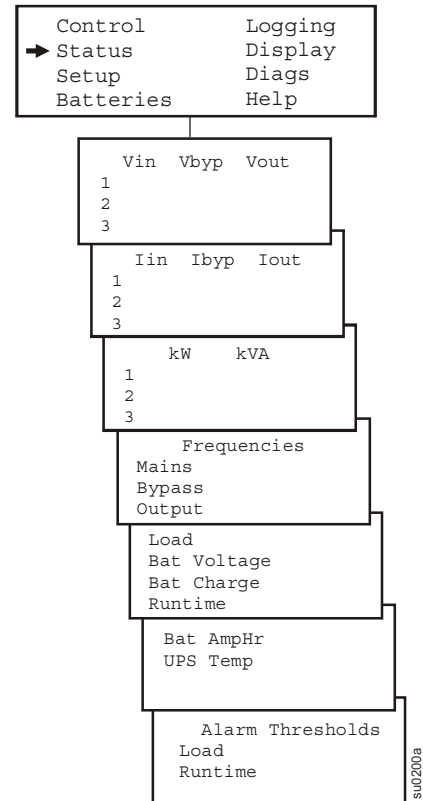 Control Logging
Status Display
Setup Diags
Batteries Help
Vin Vbyp Vout
1
2
3
Iin Ibyp Iout
1
2
3
kW kVA
1
2
3
Frequencies
Mains
Bypass
Output
Load
Bat Voltage
Bat Charge
Runtime
Bat AmpHr
UPS Temp
Alarm Thresholds
Load
Runtime
su0200a